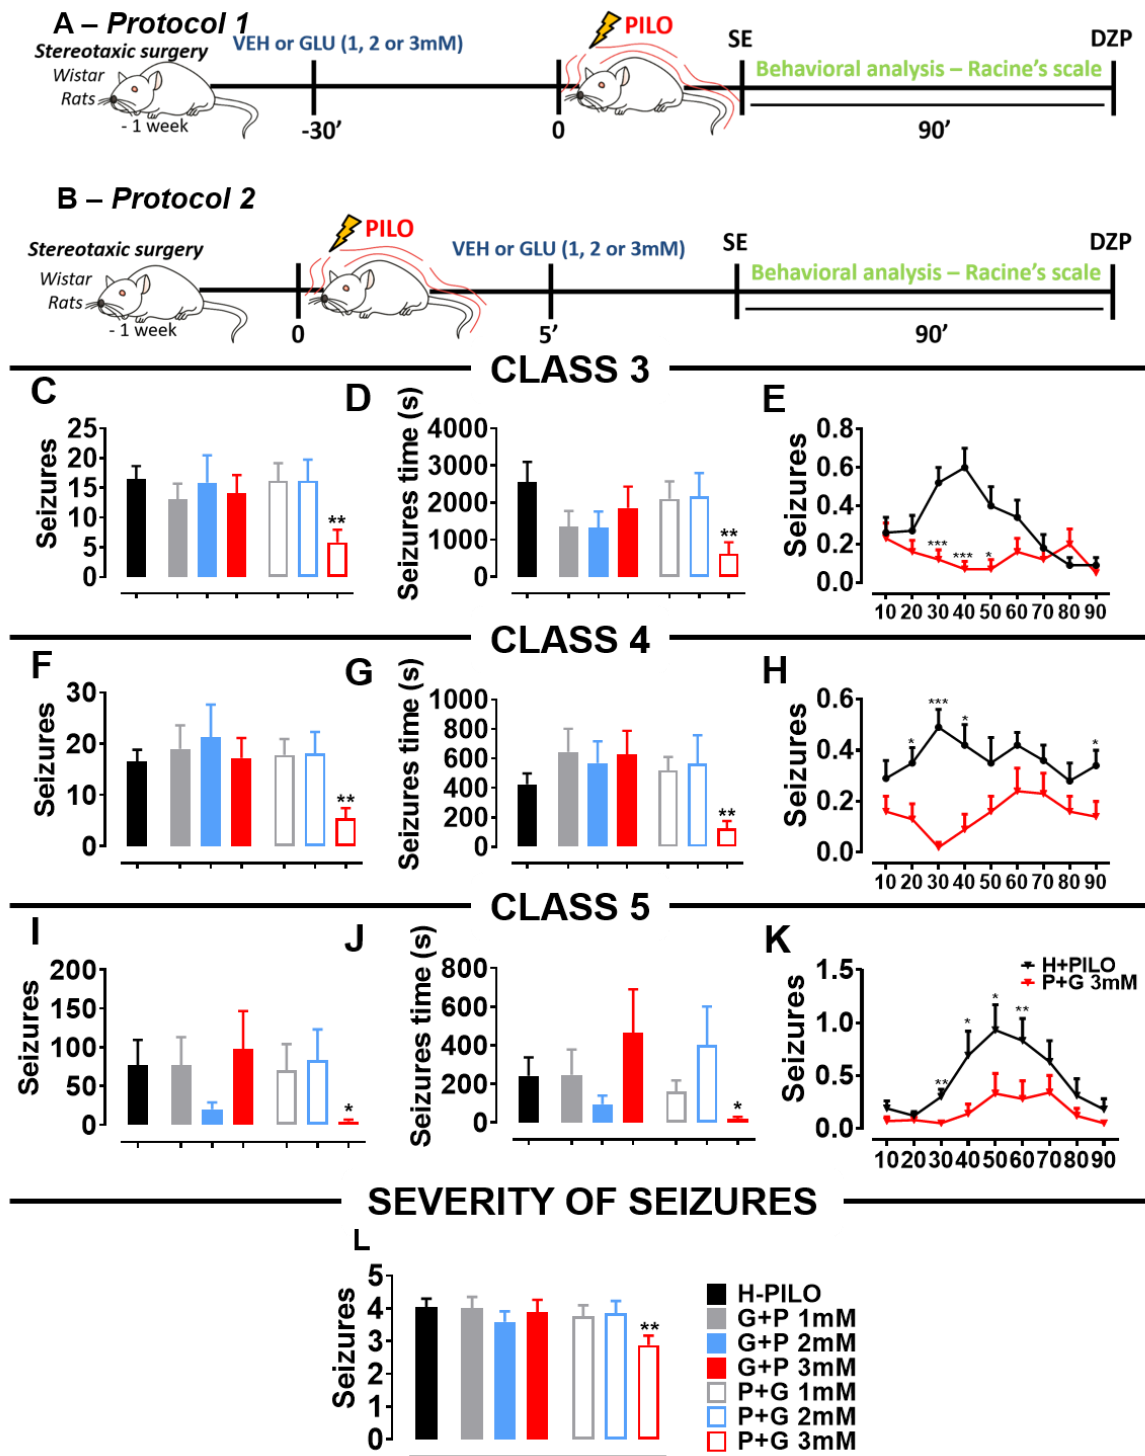 A – Protocol 1
Stereotaxic surgery
VEH or GLU (1, 2 or 3mM)
PILO
SE
DZP
Wistar
Rats
Behavioral analysis – Racine's scale
- 1 week
-30'
0
90'
B – Protocol 2
Stereotaxic surgery
PILO
VEH or GLU (1, 2 or 3mM)
SE
DZP
Wistar
Rats
Behavioral analysis – Racine's scale
- 1 week
0
5'
90'
CLASS 3
C
Seizures
25
20
15
10
5
0
**
D
Seizures time (s)
4000
3000
2000
1000
0
**
E
Seizures
0.8
0.6
0.4
0.2
0.0
***
***
*
10 20 30 40 50 60 70 80 90
CLASS 4
F
Seizures
30
20
10
0
**
G
Seizures time (s)
1000
800
600
400
200
0
**
H
Seizures
0.6
0.4
0.2
0.0
*
***
*
*
10 20 30 40 50 60 70 80 90
CLASS 5
I
Seizures
200
150
100
50
0
*
J
Seizures time (s)
800
600
400
200
0
*
K
Seizures
1.5
1.0
0.5
0.0
H+PILO
P+G 3mM
**
*
*
**
10 20 30 40 50 60 70 80 90
SEVERITY OF SEIZURES
L
Seizures
5
4
3
2
1
0
**
H-PILO
G+P 1mM
G+P 2mM
G+P 3mM
P+G 1mM
P+G 2mM
P+G 3mM